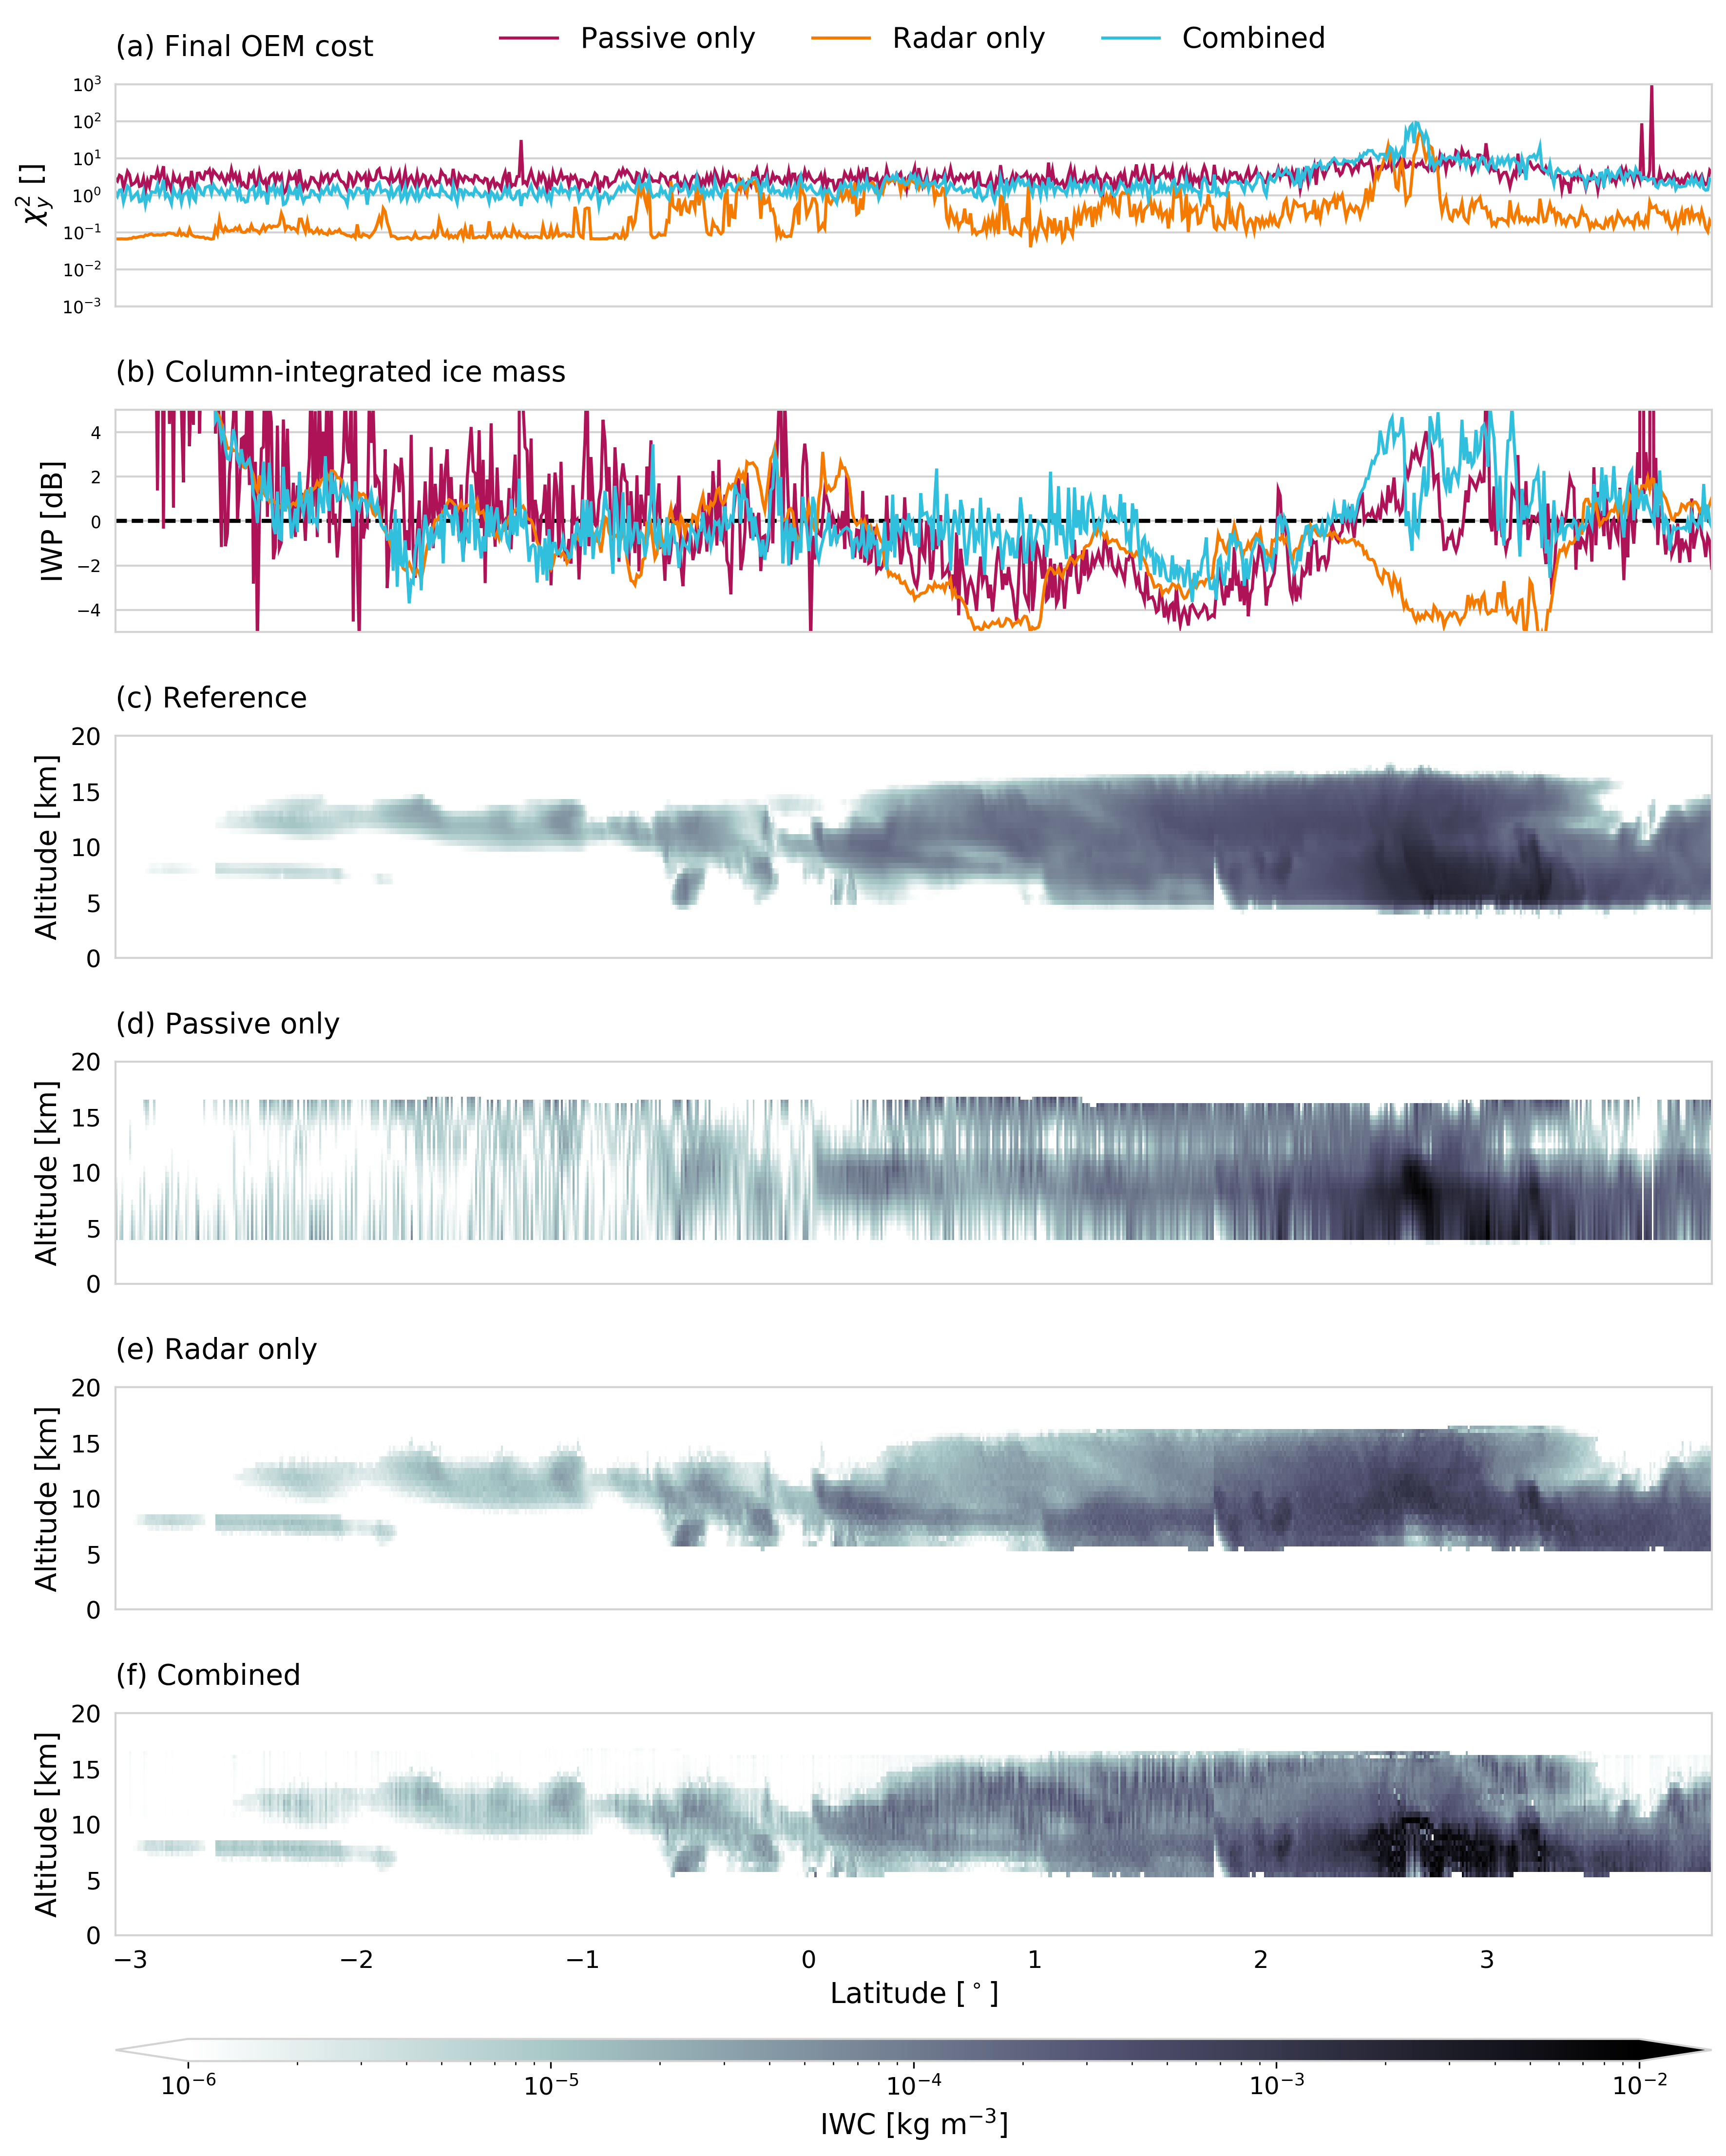 (a) Final OEM cost
Passive only
Radar only
Combined
10³
10²
10¹
10⁰
10⁻¹
10⁻²
10⁻³
χ²_y []
(b) Column-integrated ice mass
4
2
0
−2
−4
IWP [dB]
(c) Reference
20
15
10
5
0
Altitude [km]
(d) Passive only
20
15
10
5
0
Altitude [km]
(e) Radar only
20
15
10
5
0
Altitude [km]
(f) Combined
20
15
10
5
0
Altitude [km]
−3 −2 −1 0 1 2 3
Latitude [°]
10⁻⁶ 10⁻⁵ 10⁻⁴ 10⁻³ 10⁻²
IWC [kg m⁻³]